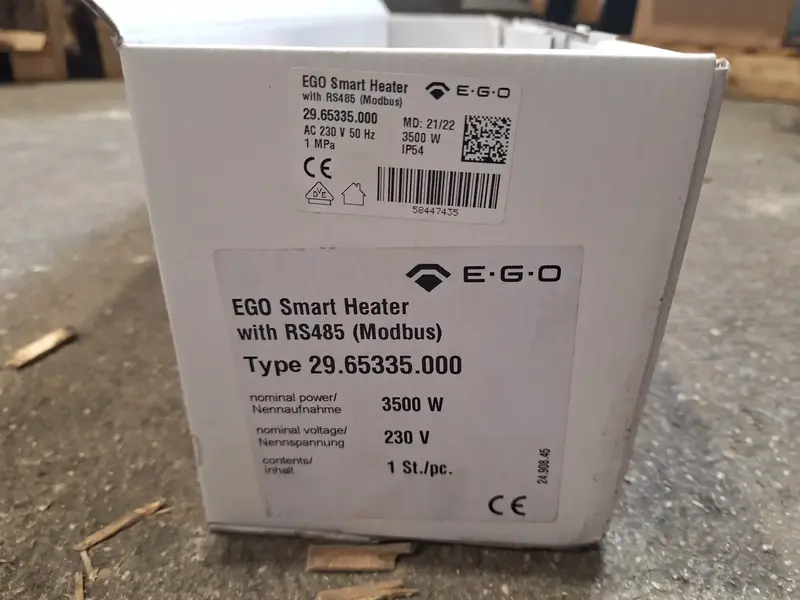 EGO Smart Heater
with RS485 (Modbus)
E·G·O
29.65335.000
MD: 21/22
AC 230 V 50 Hz
3500 W
1 MPa
IP54
CE
DVE
58447435
E·G·O
EGO Smart Heater
with RS485 (Modbus)
Type 29.65335.000
nominal power/
Nennaufnahme
3500 W
nominal voltage/
Nennspannung
230 V
contents/
Inhalt
1 St./pc.
24.908.45
CE